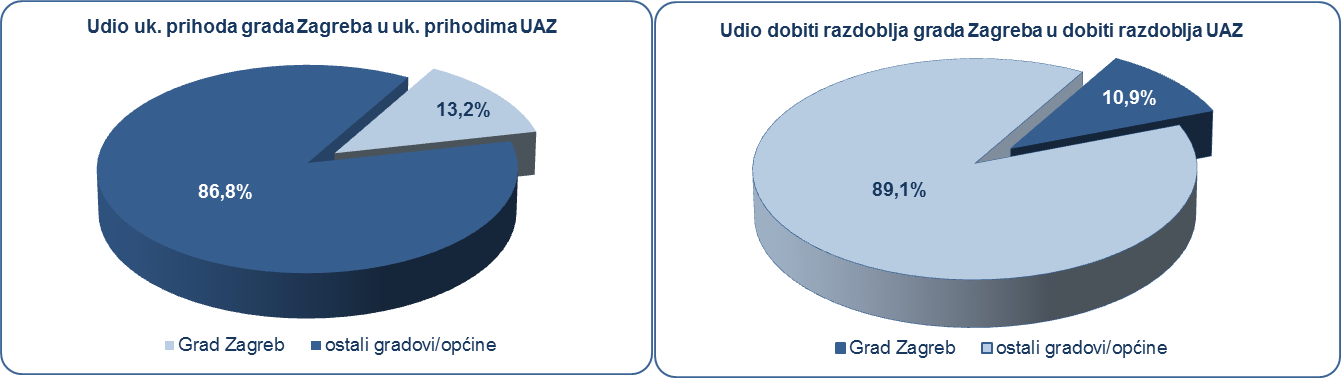 Udio uk. prihoda grada Zagreba u uk. prihodima UAZ
13,2%
86,8%
Grad Zagreb
ostali gradovi/općine
Udio dobiti razdoblja grada Zagreba u dobiti razdoblja UAZ
10,9%
89,1%
Grad Zagreb
ostali gradovi/općine